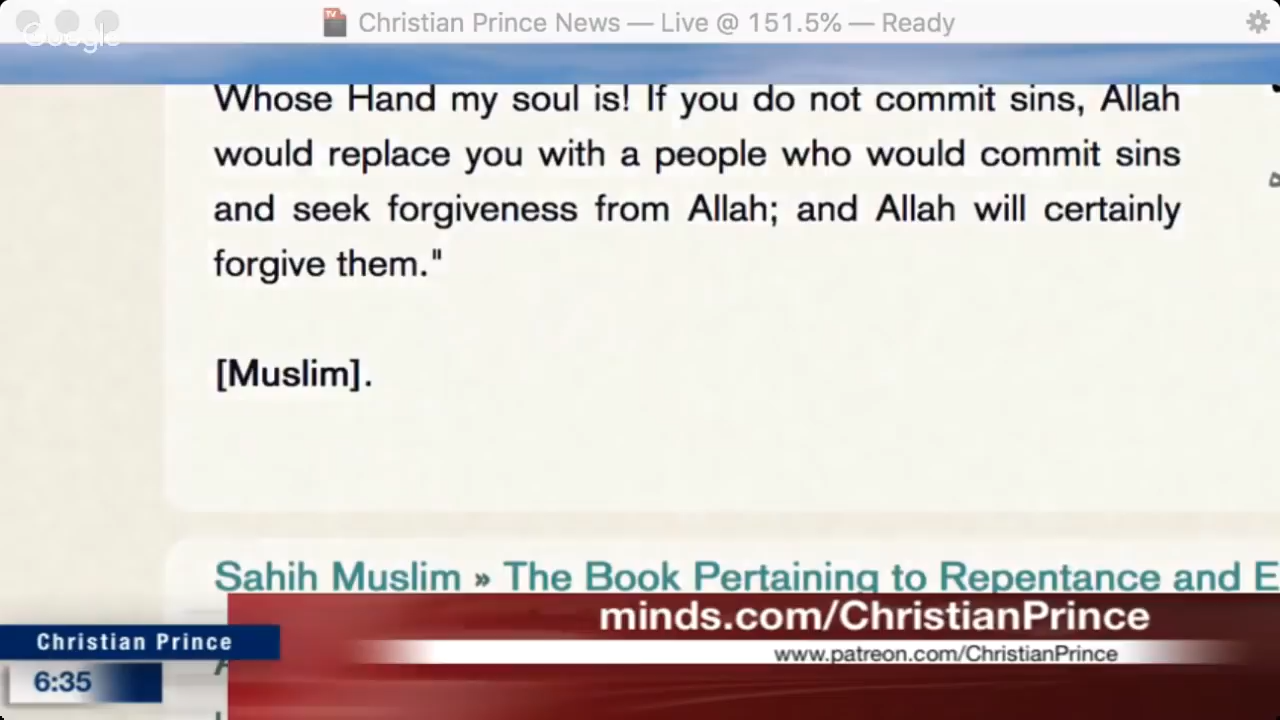 Christian Prince News — Live @ 151.5% — Ready
Google
Whose Hand my soul is! If you do not commit sins, Allah
would replace you with a people who would commit sins
and seek forgiveness from Allah; and Allah will certainly
forgive them."
[Muslim].
Sahih Muslim » The Book Pertaining to Repentance and E
minds.com/ChristianPrince
Christian Prince
www.patreon.com/ChristianPrince
6:35